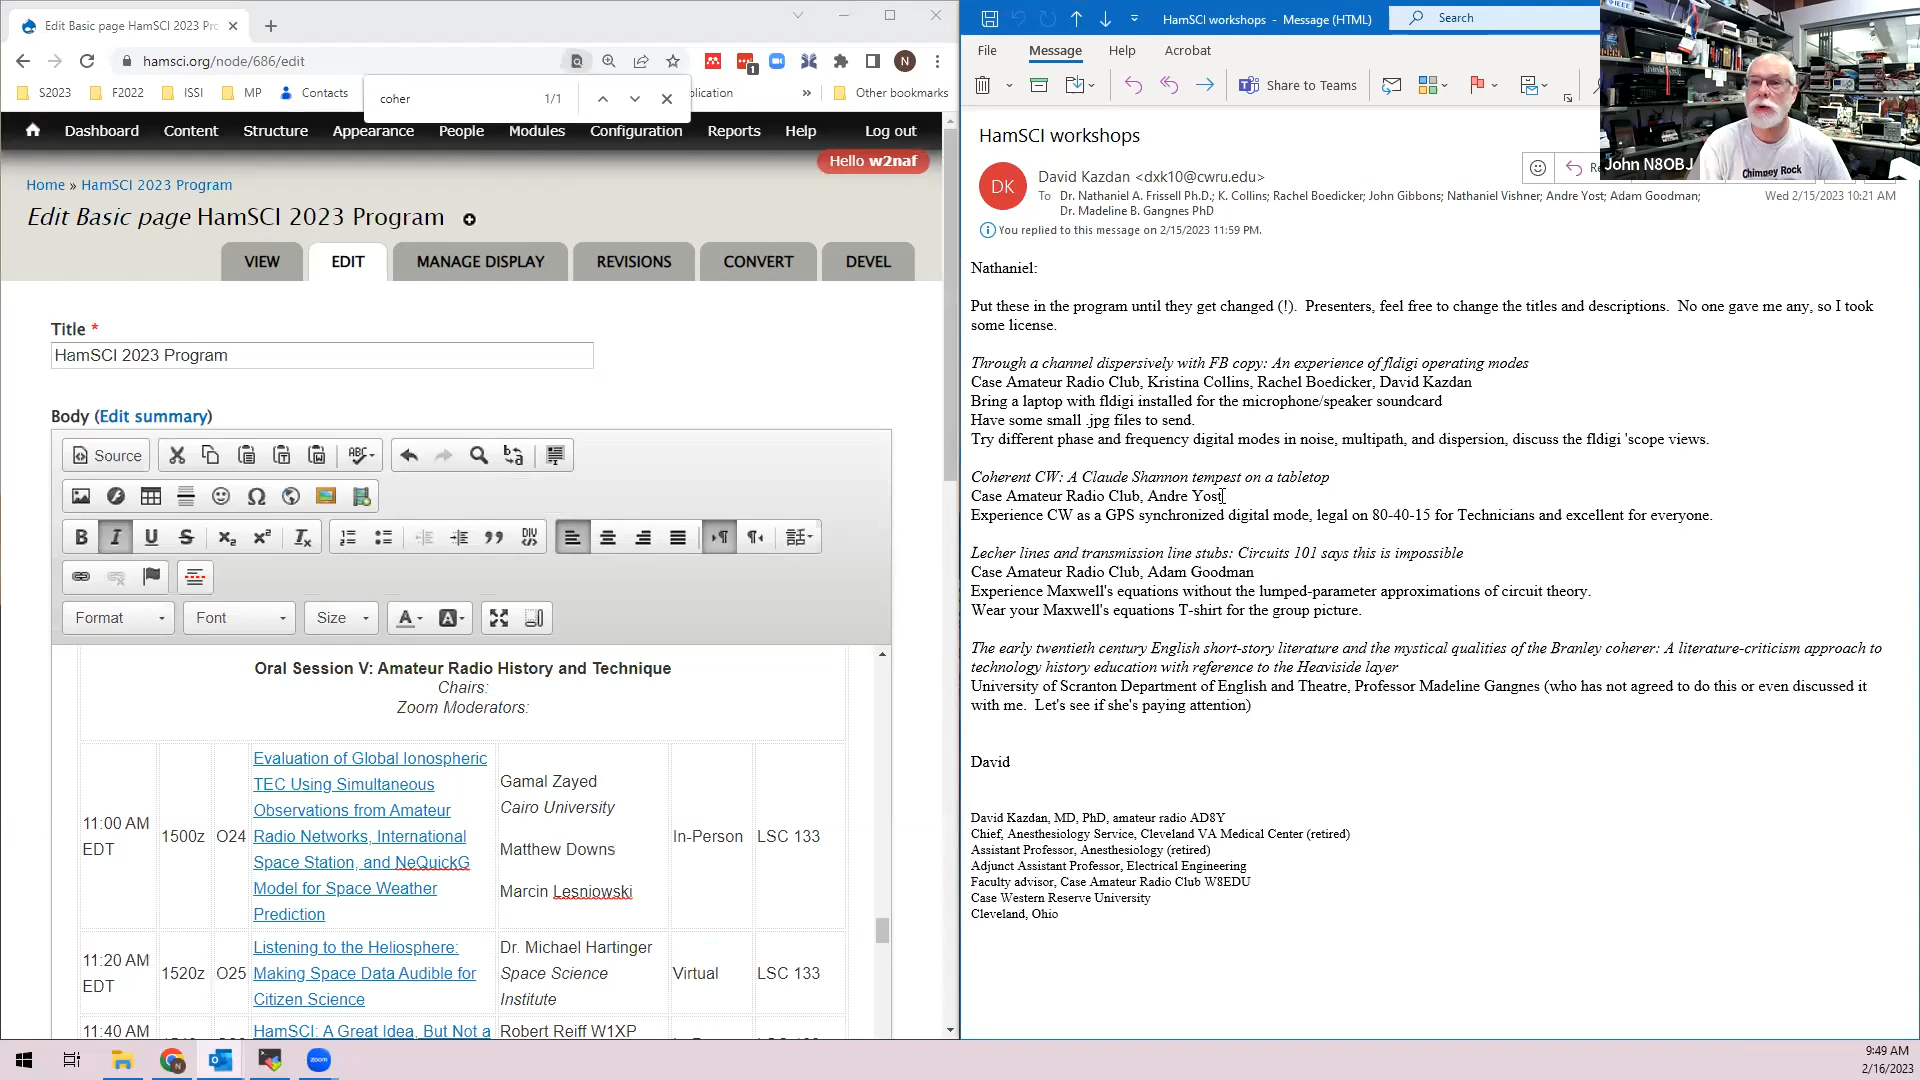 Edit Basic page HamSCI 2023 Pro
hamsci.org/node/686/edit
N
S2023
F2022
ISSI
MP
Contacts
plication
»
Other bookmarks
coher
1/1
Dashboard
Content
Structure
Appearance
People
Modules
Configuration
Reports
Help
Log out
Hello w2naf
Home » HamSCI 2023 Program
Edit Basic page HamSCI 2023 Program
VIEW
EDIT
MANAGE DISPLAY
REVISIONS
CONVERT
DEVEL
Title *
HamSCI 2023 Program
Body (Edit summary)
Source
ABC
B I U S x₂ x² Tx
DIV
Format
Font
Size
A
A
Oral Session V: Amateur Radio History and Technique
Chairs:
Zoom Moderators:
11:00 AM
EDT
1500z
O24
Evaluation of Global Ionospheric
TEC Using Simultaneous
Observations from Amateur
Radio Networks, International
Space Station, and NeQuickG
Model for Space Weather
Prediction
Gamal Zayed
Cairo University
Matthew Downs
Marcin Lesniowski
In-Person
LSC 133
11:20 AM
EDT
1520z
O25
Listening to the Heliosphere:
Making Space Data Audible for
Citizen Science
Dr. Michael Hartinger
Space Science
Institute
Virtual
LSC 133
11:40 AM
HamSCI: A Great Idea, But Not a
Robert Reiff W1XP
HamSCI workshops - Message (HTML)
Search
File
Message
Help
Acrobat
Share to Teams
HamSCI workshops
DK
David Kazdan <dxk10@cwru.edu>
To Dr. Nathaniel A. Frissell Ph.D.; K. Collins; Rachel Boedicker; John Gibbons; Nathaniel Vishner; Andre Yost; Adam Goodman;
Dr. Madeline B. Gangnes PhD
Wed 2/15/2023 10:21 AM
You replied to this message on 2/15/2023 11:59 PM.
Nathaniel:
Put these in the program until they get changed (!). Presenters, feel free to change the titles and descriptions. No one gave me any, so I took
some license.
Through a channel dispersively with FB copy: An experience of fldigi operating modes
Case Amateur Radio Club, Kristina Collins, Rachel Boedicker, David Kazdan
Bring a laptop with fldigi installed for the microphone/speaker soundcard
Have some small .jpg files to send.
Try different phase and frequency digital modes in noise, multipath, and dispersion, discuss the fldigi 'scope views.
Coherent CW: A Claude Shannon tempest on a tabletop
Case Amateur Radio Club, Andre Yost
Experience CW as a GPS synchronized digital mode, legal on 80-40-15 for Technicians and excellent for everyone.
Lecher lines and transmission line stubs: Circuits 101 says this is impossible
Case Amateur Radio Club, Adam Goodman
Experience Maxwell's equations without the lumped-parameter approximations of circuit theory.
Wear your Maxwell's equations T-shirt for the group picture.
The early twentieth century English short-story literature and the mystical qualities of the Branley coherer: A literature-criticism approach to
technology history education with reference to the Heaviside layer
University of Scranton Department of English and Theatre, Professor Madeline Gangnes (who has not agreed to do this or even discussed it
with me. Let's see if she's paying attention)
David
David Kazdan, MD, PhD, amateur radio AD8Y
Chief, Anesthesiology Service, Cleveland VA Medical Center (retired)
Assistant Professor, Anesthesiology (retired)
Adjunct Assistant Professor, Electrical Engineering
Faculty advisor, Case Amateur Radio Club W8EDU
Case Western Reserve University
Cleveland, Ohio
John N8OBJ
Chimney Rock
IEEE
zoom
9:49 AM
2/16/2023